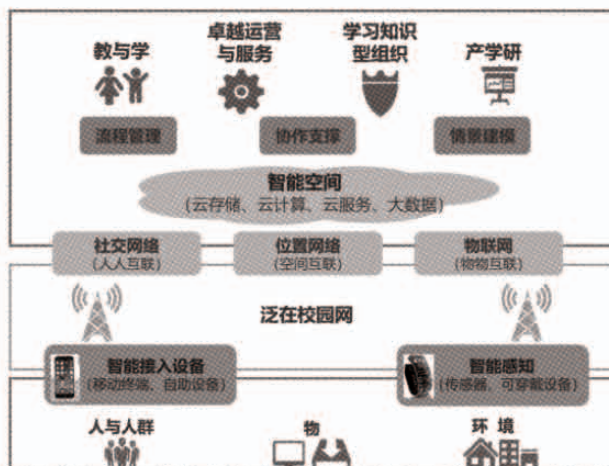 教与学
卓越运营
与服务
学习知识
型组织
产学研
流程管理
协作支撑
情景建模
智能空间
(云存储、云计算、云服务、大数据)
社交网络
(人人互联)
位置网络
(空间互联)
物联网
(物物互联)
泛在校园网
智能接入设备
(移动终端、自助设备)
智能感知
(传感器、可穿戴设备)
人与人群
物
环 境